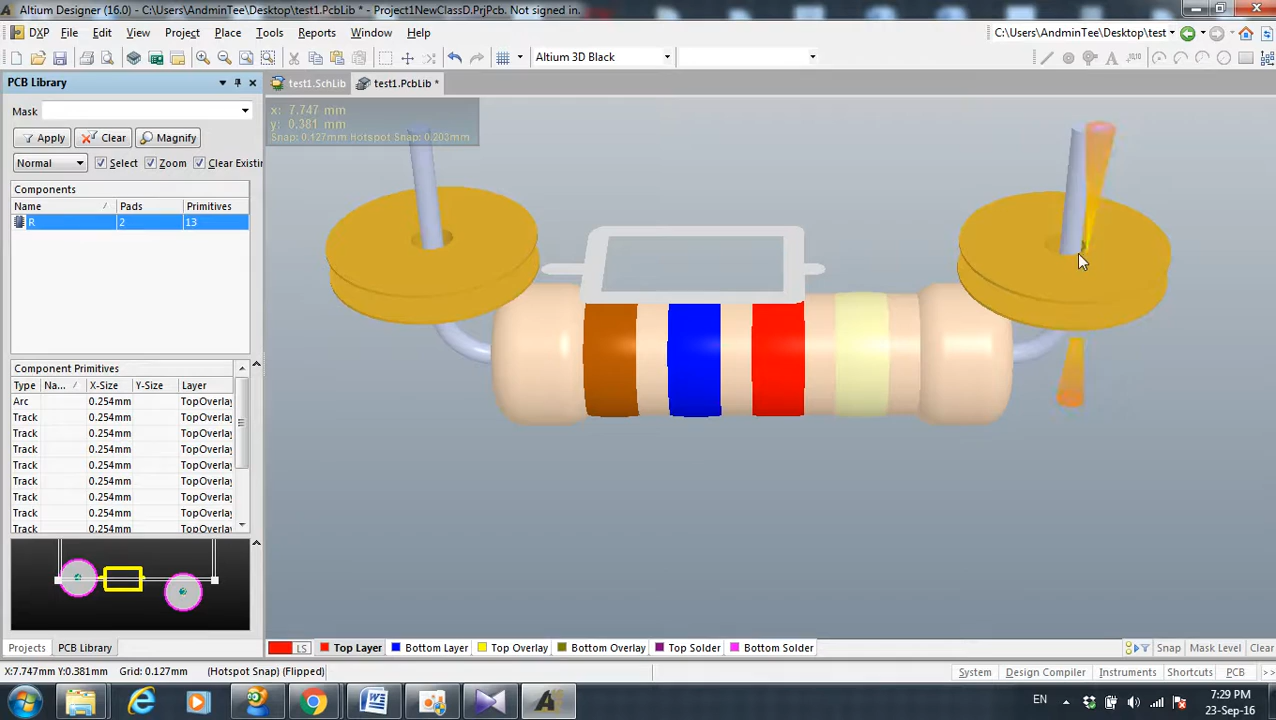 Altium Designer (16.0) - C:\Users\AndminTee\Desktop\test1.PcbLib * - Project1NewClassD.PrjPcb. Not signed in.
DXP File Edit View Project Place Tools Reports Window Help C:\Users\AndminTee\Desktop\test
Altium 3D Black
PCB Library
test1.SchLib test1.PcbLib *
Mask
x: 7.747 mm
y: 0.381 mm
Snap: 0.127mm Hotspot Snap: 0.203mm
Apply Clear Magnify
Normal Select Zoom Clear Existin
Components
Name / Pads Primitives
R 2 13
Component Primitives
Type Na... / X-Size Y-Size Layer
Arc 0.254mm TopOverlay
Track 0.254mm TopOverlay
Track 0.254mm TopOverlay
Track 0.254mm TopOverlay
Track 0.254mm TopOverlay
Track 0.254mm TopOverlay
Track 0.254mm TopOverlay
Track 0.254mm TopOverlay
Track 0.254mm TopOverlay
Projects PCB Library
LS Top Layer Bottom Layer Top Overlay Bottom Overlay Top Solder Bottom Solder Snap Mask Level Clear
X:7.747mm Y:0.381mm Grid: 0.127mm (Hotspot Snap) (Flipped) System Design Compiler Instruments Shortcuts PCB >>
EN 7:29 PM
23-Sep-16